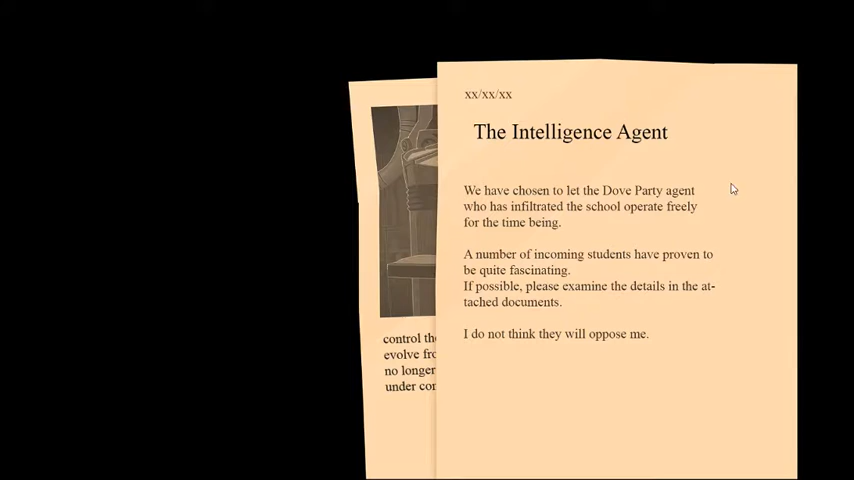 xx/xx/xx
The Intelligence Agent
We have chosen to let the Dove Party agent
who has infiltrated the school operate freely
for the time being.
A number of incoming students have proven to
be quite fascinating.
If possible, please examine the details in the at-
tached documents.
I do not think they will oppose me.
control
evolve
no longer
under